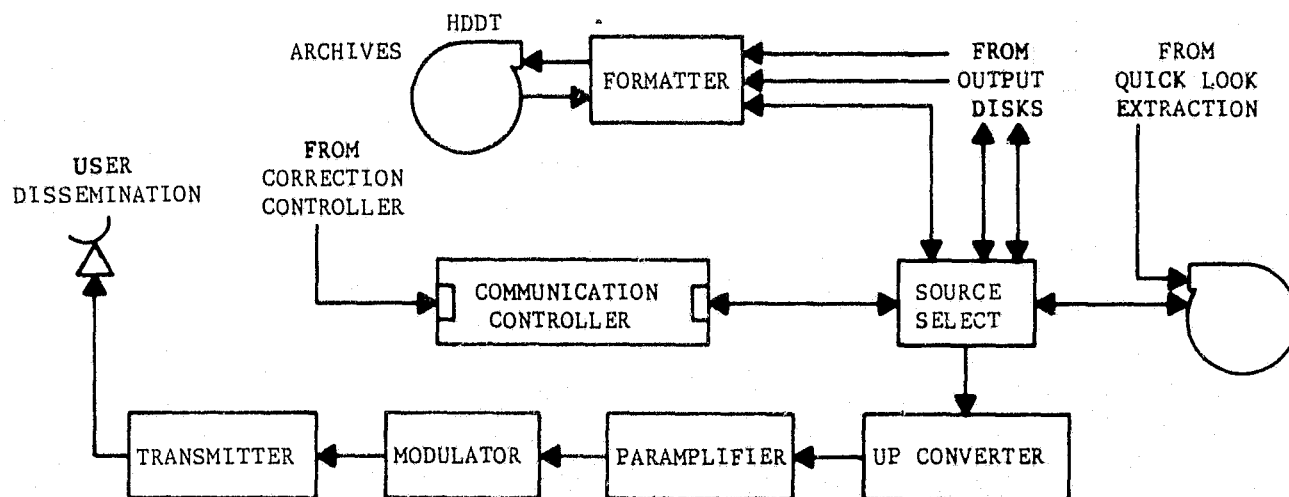 HDDT
ARCHIVES
FORMATTER
FROM
OUTPUT
DISKS
FROM
QUICK LOOK
EXTRACTION
USER
DISSEMINATION
FROM
CORRECTION
CONTROLLER
COMMUNICATION
CONTROLLER
SOURCE
SELECT
TRANSMITTER
MODULATOR
PARAMPLIFIER
UP CONVERTER